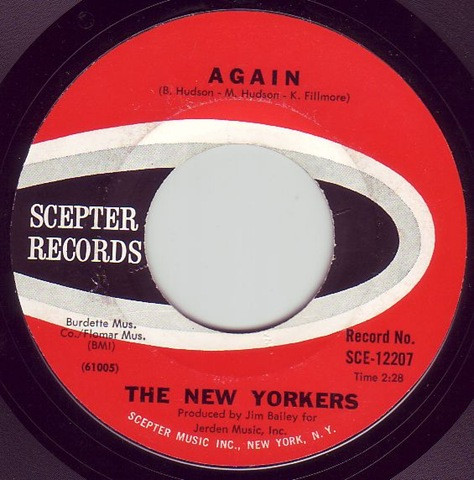 AGAIN
(B. Hudson - M. Hudson - K. Fillmore)
SCEPTER
RECORDS
Burdette Mus.
Co./Flomar Mus.
(BMI)
(61005)
Record No.
SCE-12207
Time 2:28
THE NEW YORKERS
Produced by Jim Bailey for
Jerden Music, Inc.
SCEPTER MUSIC INC., NEW YORK, N. Y.